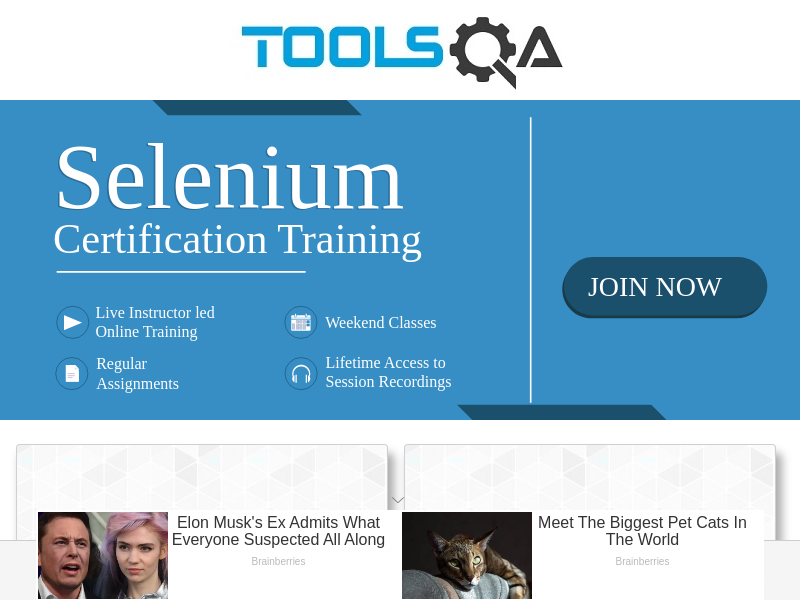 TOOLSQA
Selenium
Certification Training
JOIN NOW
Live Instructor led
Online Training
Weekend Classes
Regular
Assignments
Lifetime Access to
Session Recordings
Elon Musk's Ex Admits What
Everyone Suspected All Along
Brainberries
Meet The Biggest Pet Cats In
The World
Brainberries